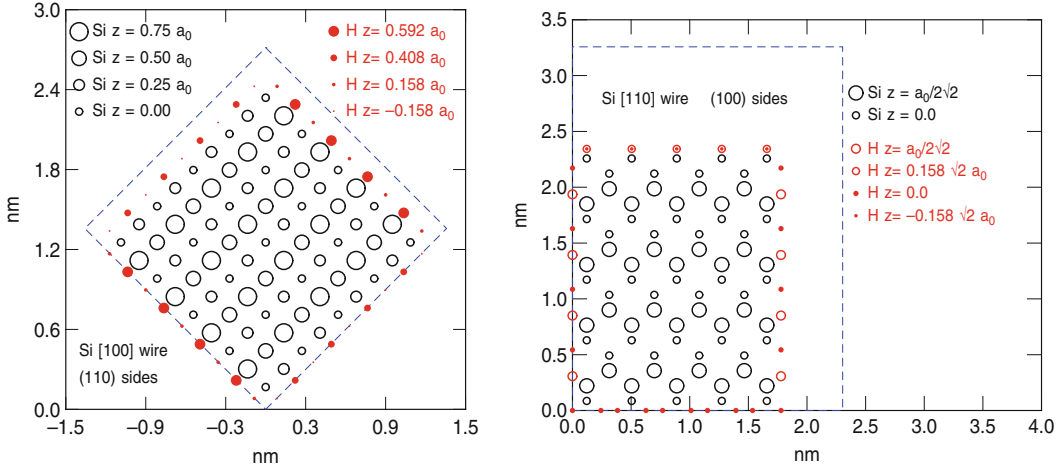 3.0
2.4
1.8
1.2
0.6
0.0
nm
Si z = 0.75 a₀
Si z = 0.50 a₀
Si z = 0.25 a₀
Si z = 0.00
H z= 0.592 a₀
H z= 0.408 a₀
H z= 0.158 a₀
H z= −0.158 a₀
Si [100] wire
(110) sides
−1.5 −0.9 −0.3 0.3 0.9 1.5
nm
3.5
3.0
2.5
2.0
1.5
1.0
0.5
0.0
nm
Si [110] wire (100) sides
Si z = a₀/2√2
Si z = 0.0
H z= a₀/2√2
H z= 0.158 √2 a₀
H z= 0.0
H z= −0.158 √2 a₀
0.0 0.5 1.0 1.5 2.0 2.5 3.0 3.5 4.0
nm